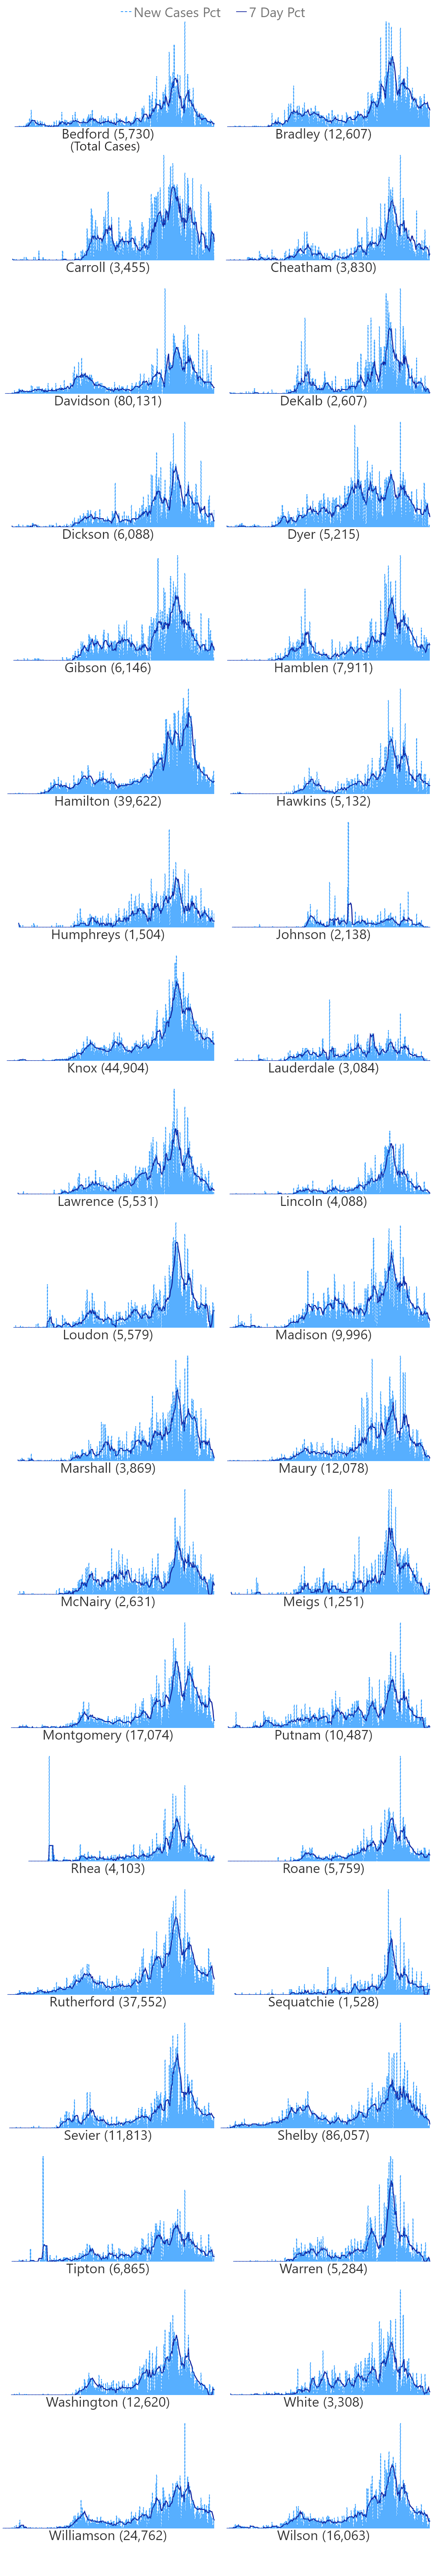 New Cases Pct 7 Day Pct
Bedford (5,730) Bradley (12,607)
(Total Cases)
Carroll (3,455) Cheatham (3,830)
Davidson (80,131) DeKalb (2,607)
Dickson (6,088) Dyer (5,215)
Gibson (6,146) Hamblen (7,911)
Hamilton (39,622) Hawkins (5,132)
Humphreys (1,504) Johnson (2,138)
Knox (44,904) Lauderdale (3,084)
Lawrence (5,531) Lincoln (4,088)
Loudon (5,579) Madison (9,996)
Marshall (3,869) Maury (12,078)
McNairy (2,631) Meigs (1,251)
Montgomery (17,074) Putnam (10,487)
Rhea (4,103) Roane (5,759)
Rutherford (37,552) Sequatchie (1,528)
Sevier (11,813) Shelby (86,057)
Tipton (6,865) Warren (5,284)
Washington (12,620) White (3,308)
Williamson (24,762) Wilson (16,063)